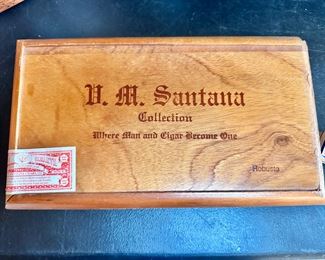 V. M. Santana
Collection
Where Man and Cigar Become One
Robusto